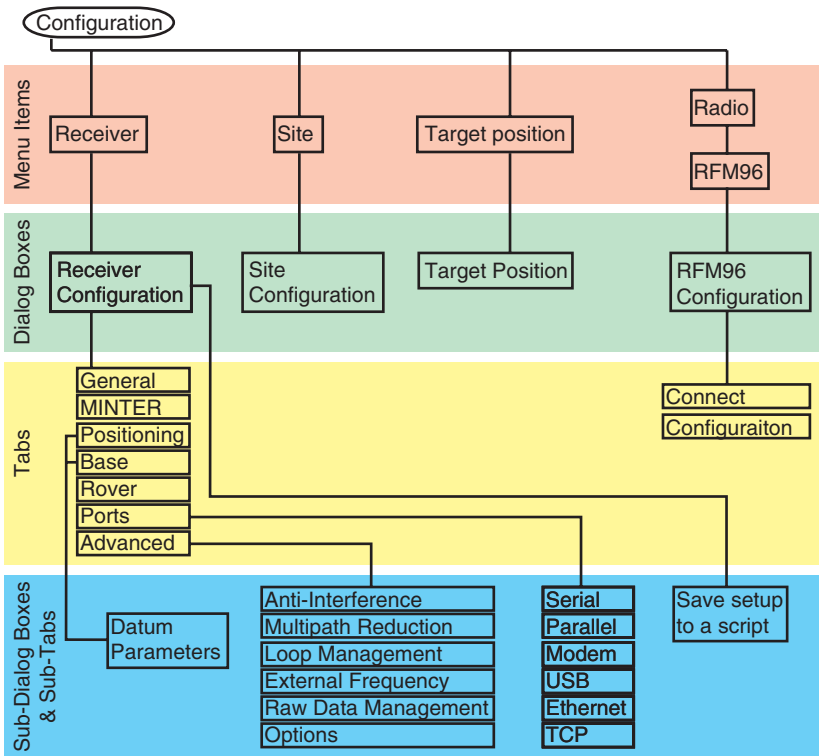 Configuration
Menu Items
Receiver
Site
Target position
Radio
RFM96
Dialog Boxes
Receiver
Configuration
Site
Configuration
Target Position
RFM96
Configuration
Tabs
General
MINTER
Positioning
Base
Rover
Ports
Advanced
Connect
Configuraiton
Sub-Dialog Boxes
& Sub-Tabs
Datum
Parameters
Anti-Interference
Multipath Reduction
Loop Management
External Frequency
Raw Data Management
Options
Serial
Parallel
Modem
USB
Ethernet
TCP
Save setup
to a script